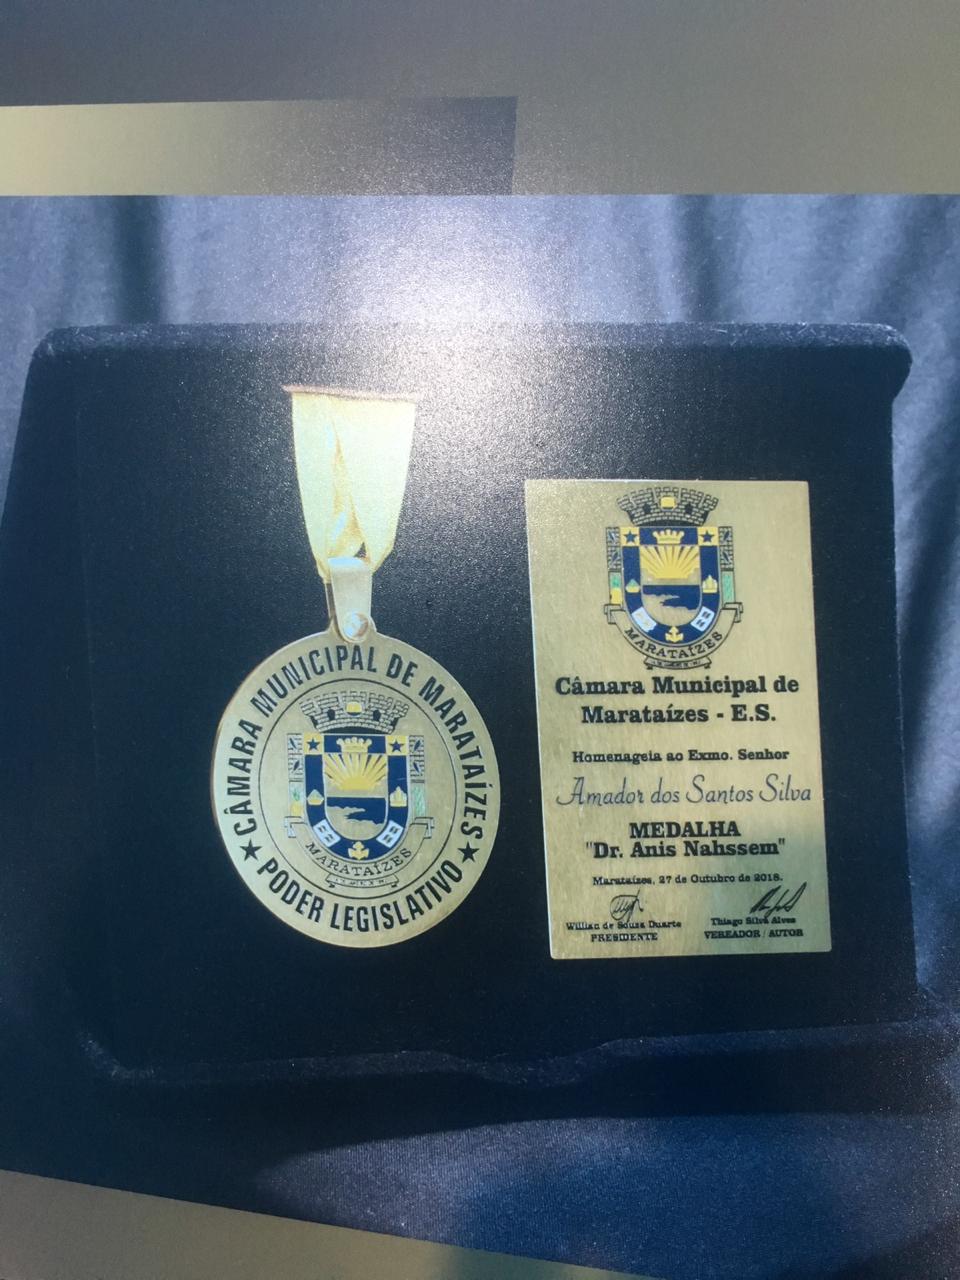 CÂMARA MUNICIPAL DE MARATAÍZES
MARATAÍZES
★ PODER LEGISLATIVO ★
MARATAÍZES
Câmara Municipal de
Marataízes - E.S.
Homenageia ao Exmo. Senhor
Amador dos Santos Silva
MEDALHA
"Dr. Anis Nahssem"
Marataízes, 27 de Outubro de 2018.
Willian de Souza Duarte
PRESIDENTE
Thiago Silva Alves
VEREADOR / AUTOR